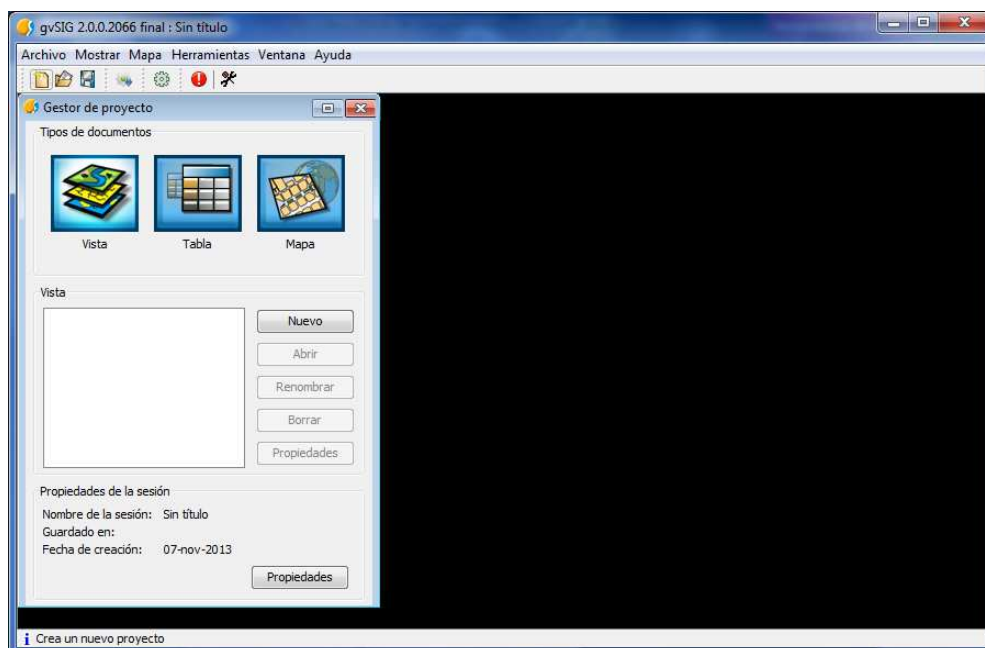 gvSIG 2.0.0.2066 final : Sin título
Archivo Mostrar Mapa Herramientas Ventana Ayuda
Gestor de proyecto
Tipos de documentos
Vista Tabla Mapa
Vista
Nuevo
Abrir
Renombrar
Borrar
Propiedades
Propiedades de la sesión
Nombre de la sesión: Sin título
Guardado en:
Fecha de creación: 07-nov-2013
Propiedades
Crea un nuevo proyecto